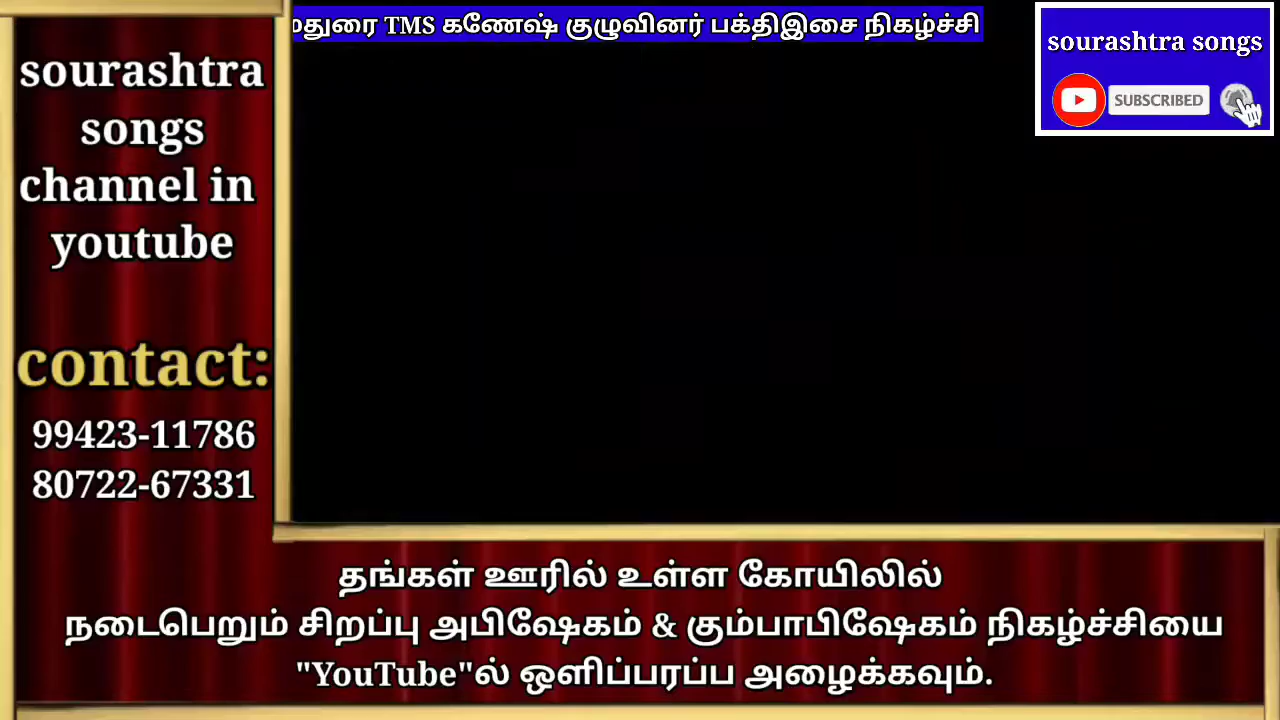 துரை TMS கணேஷ் குழுவினர் பக்திஇசை நிகழ்ச்சி
sourashtra songs
SUBSCRIBED
sourashtra
songs
channel in
youtube
contact:
99423-11786
80722-67331
தங்கள் ஊரில் உள்ள கோயிலில்
நடைபெறும் சிறப்பு அபிஷேகம் & கும்பாபிஷேகம் நிகழ்ச்சியை
"YouTube"ல் ஒளிப்பரப்ப அழைக்கவும்.